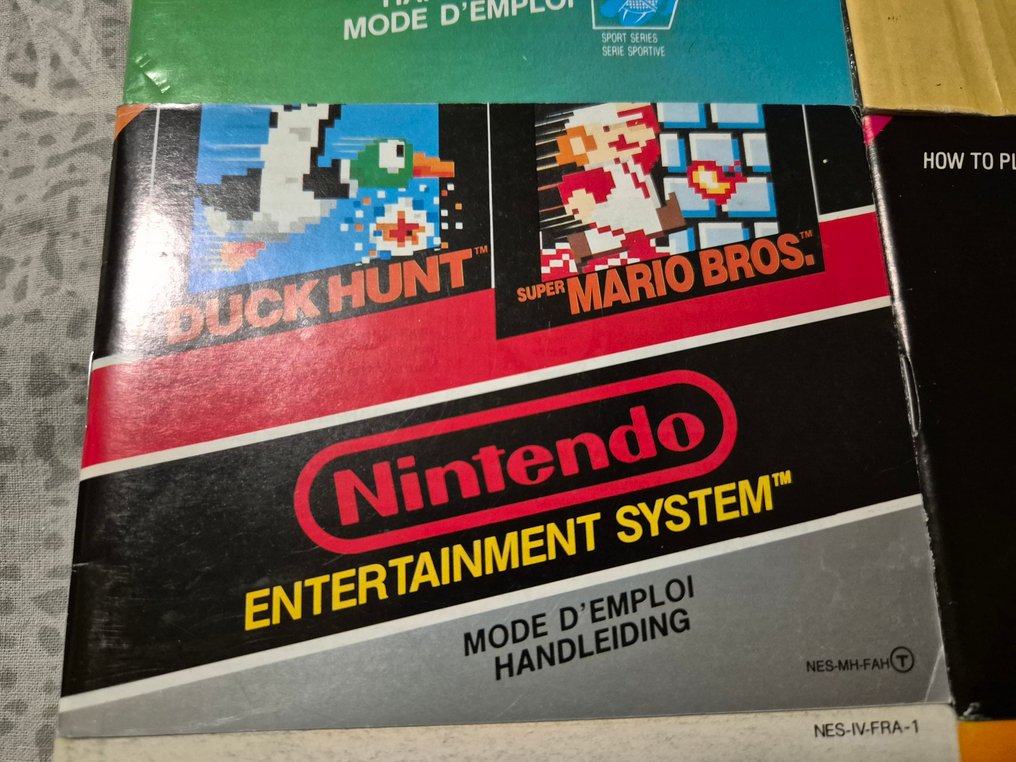 MODE D'EMPLOI
SPORT SERIES
SERIE SPORTIVE
HOW TO
DUCK HUNT™
SUPER MARIO BROS.™
Nintendo
ENTERTAINMENT SYSTEM™
MODE D'EMPLOI
HANDLEIDING
NES-MH-FAH T
NES-IV-FRA-1